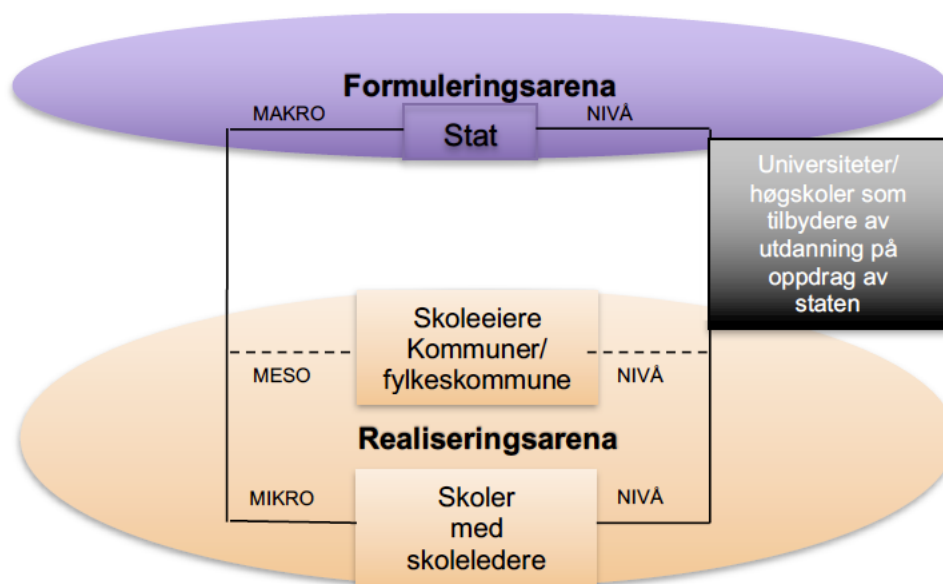 Formuleringsarena
MAKRO
NIVÅ
Stat
Universiteter/
høgskoler som
tilbydere av
utdanning på
oppdrag av
staten
Skoleeiere
Kommuner/
fylkeskommune
MESO
NIVÅ
Realiseringsarena
MIKRO
NIVÅ
Skoler
med
skoleledere